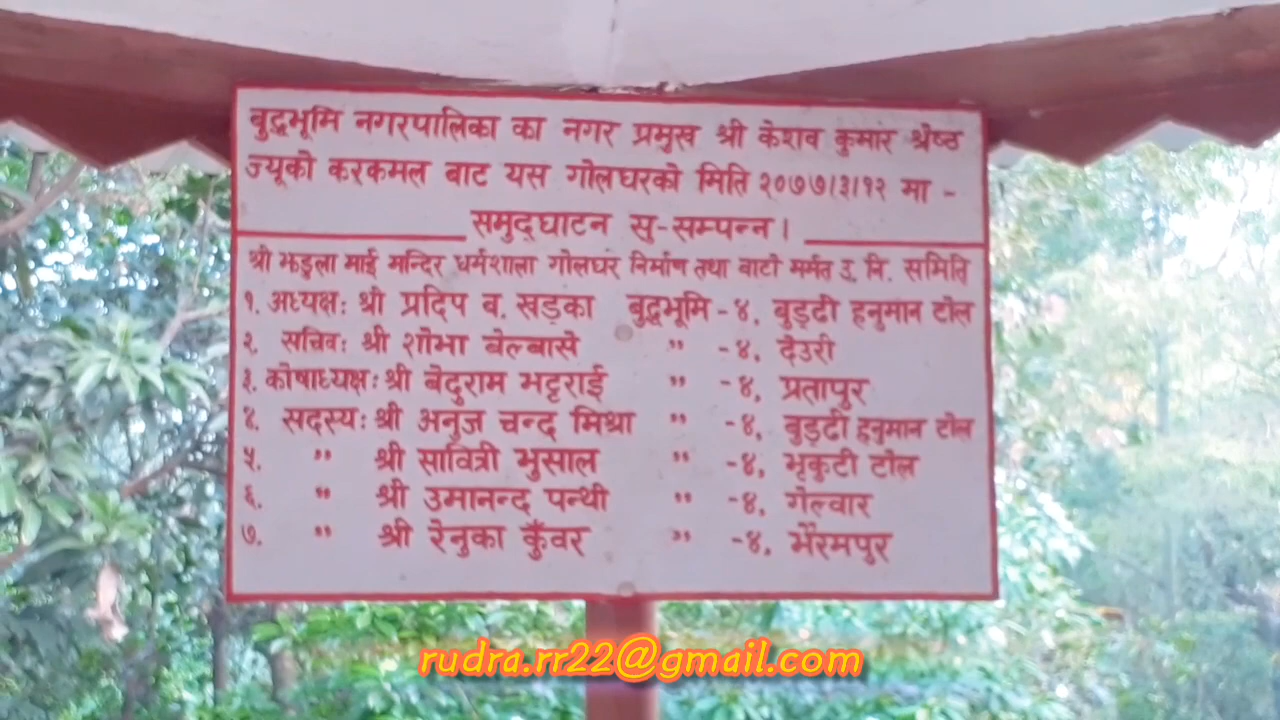 बुद्धभूमि नगरपालिका का नगर प्रमुख श्री केशव कुमार श्रेष्ठ
ज्यूको करकमल बाट यस गोलघरको मिति २०७७।३।१२ मा -
समुद्घाटन सु-सम्पन्न।
श्री झडुला माई मन्दिर धर्मशाला गोलघर निर्माण तथा बाटो मर्मत उ. नि. समिति
१. अध्यक्षः श्री प्रदिप ब. खड्का बुद्धभूमि - ४, बुड्ढी हनुमान टोल
२. सचिवः श्री शोभा बेल्बासे " - ४, देउरी
३. कोषाध्यक्षः श्री बेदुराम भट्टराई " - ४, प्रतापुर
४. सदस्यः श्री अनुज चन्द मिश्रा " - ४, बुड्ढी हनुमान टोल
५. " श्री सावित्री भुसाल " - ४, भृकुटी टोल
६. " श्री उमानन्द पन्थी " - ४, गेल्वार
७. " श्री रेनुका कुँवर " - ४, भैरमपुर
rudra.rr22@gmail.com